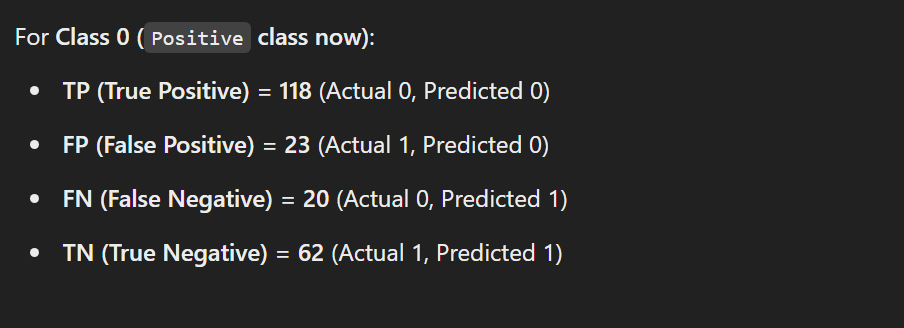 For Class 0 (Positive class now):
• TP (True Positive) = 118 (Actual 0, Predicted 0)
• FP (False Positive) = 23 (Actual 1, Predicted 0)
• FN (False Negative) = 20 (Actual 0, Predicted 1)
• TN (True Negative) = 62 (Actual 1, Predicted 1)